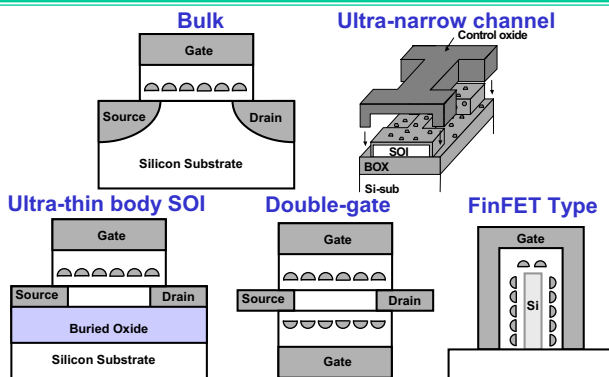 Bulk
Gate
Source
Drain
Silicon Substrate
Ultra-narrow channel
Control oxide
SOI
BOX
Si-sub
Ultra-thin body SOI
Gate
Source
Drain
Buried Oxide
Silicon Substrate
Double-gate
Gate
Source
Drain
Gate
FinFET Type
Gate
Si